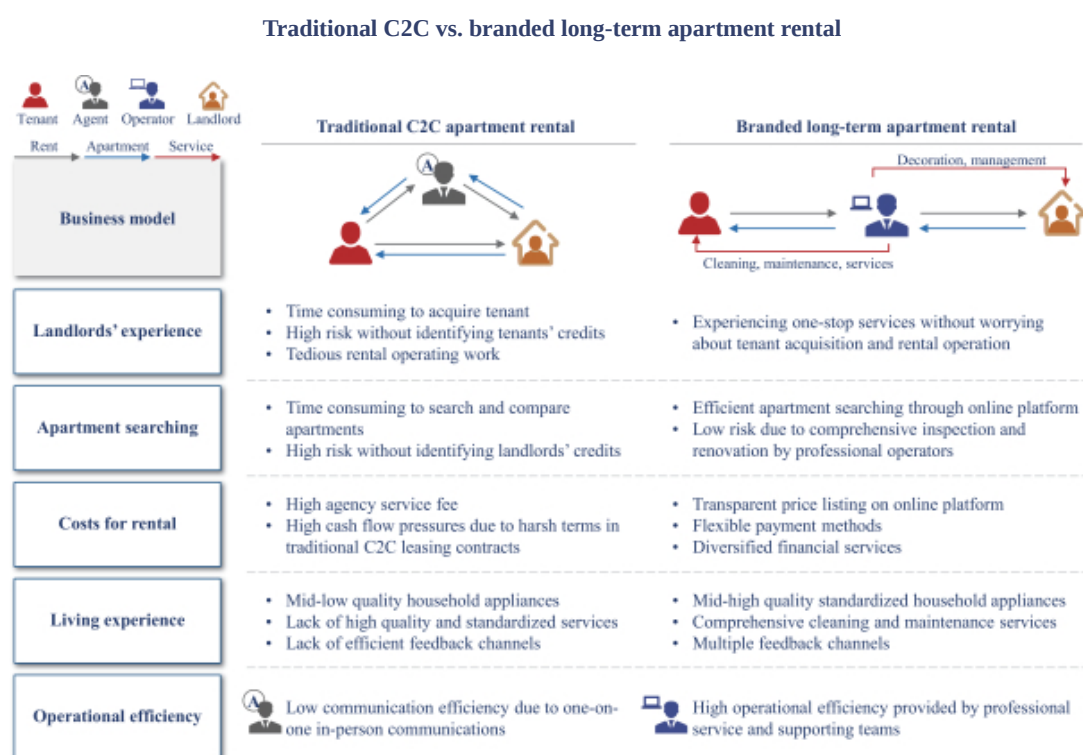 Traditional C2C vs. branded long-term apartment rental
A
Tenant Agent Operator Landlord
Rent Apartment Service
Traditional C2C apartment rental
Branded long-term apartment rental
Business model
A
Decoration, management
Cleaning, maintenance, services
Landlords' experience
• Time consuming to acquire tenant
• High risk without identifying tenants' credits
• Tedious rental operating work
• Experiencing one-stop services without worrying
about tenant acquisition and rental operation
Apartment searching
• Time consuming to search and compare
apartments
• High risk without identifying landlords' credits
• Efficient apartment searching through online platform
• Low risk due to comprehensive inspection and
renovation by professional operators
Costs for rental
• High agency service fee
• High cash flow pressures due to harsh terms in
traditional C2C leasing contracts
• Transparent price listing on online platform
• Flexible payment methods
• Diversified financial services
Living experience
• Mid-low quality household appliances
• Lack of high quality and standardized services
• Lack of efficient feedback channels
• Mid-high quality standardized household appliances
• Comprehensive cleaning and maintenance services
• Multiple feedback channels
Operational efficiency
A
Low communication efficiency due to one-on-
one in-person communications
High operational efficiency provided by professional
service and supporting teams